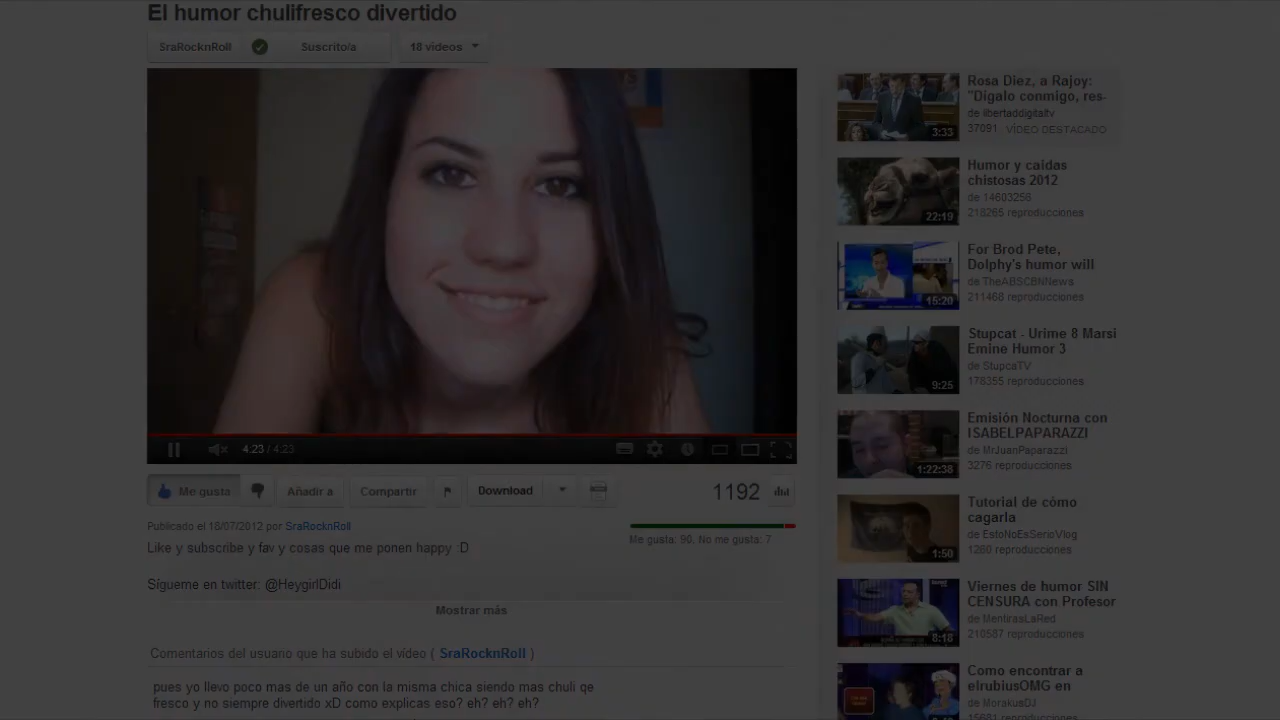 El humor chulifresco divertido
SraRocknRoll
Suscrito/a
18 vídeos
4:23 / 4:23
Me gusta
Añadir a
Compartir
Download
1192
Publicado el 18/07/2012 por SraRocknRoll
Me gusta: 90. No me gusta: 7
Like y subscribe y fav y cosas que me ponen happy :D
Sígueme en twitter: @HeygirlDidi
Mostrar más
Comentarios del usuano que ha subido el vídeo ( SraRocknRoll )
pues yo llevo poco mas de un año con la misma chica siendo mas chuli qe
fresco y no siempre divertido xD como explicas eso? eh? eh? eh?
Rosa Díez, a Rajoy:
"Dígalo conmigo, res-
de libertaddigitaltv
37091 VÍDEO DESTACADO
3:33
Humor y caídas
chistosas 2012
de 14603256
218265 reproducciones
22:19
For Brod Pete,
Dolphy's humor will
de TheABSCBNNews
211468 reproducciones
15:20
Stupcat - Urime 8 Marsi
Emine Humor 3
de StupcaTV
178355 reproducciones
9:25
Emisión Nocturna con
ISABELPAPARAZZI
de MrJuanPaparazzi
3276 reproducciones
1:22:38
Tutorial de cómo
cagarla
de EstoNoEsSerioVlog
1260 reproducciones
1:50
Viernes de humor SIN
CENSURA con Profesor
de MentirasLaRed
210587 reproducciones
8:18
Como encontrar a
elrubiusOMG en
de MorakusDJ
15681 reproducciones